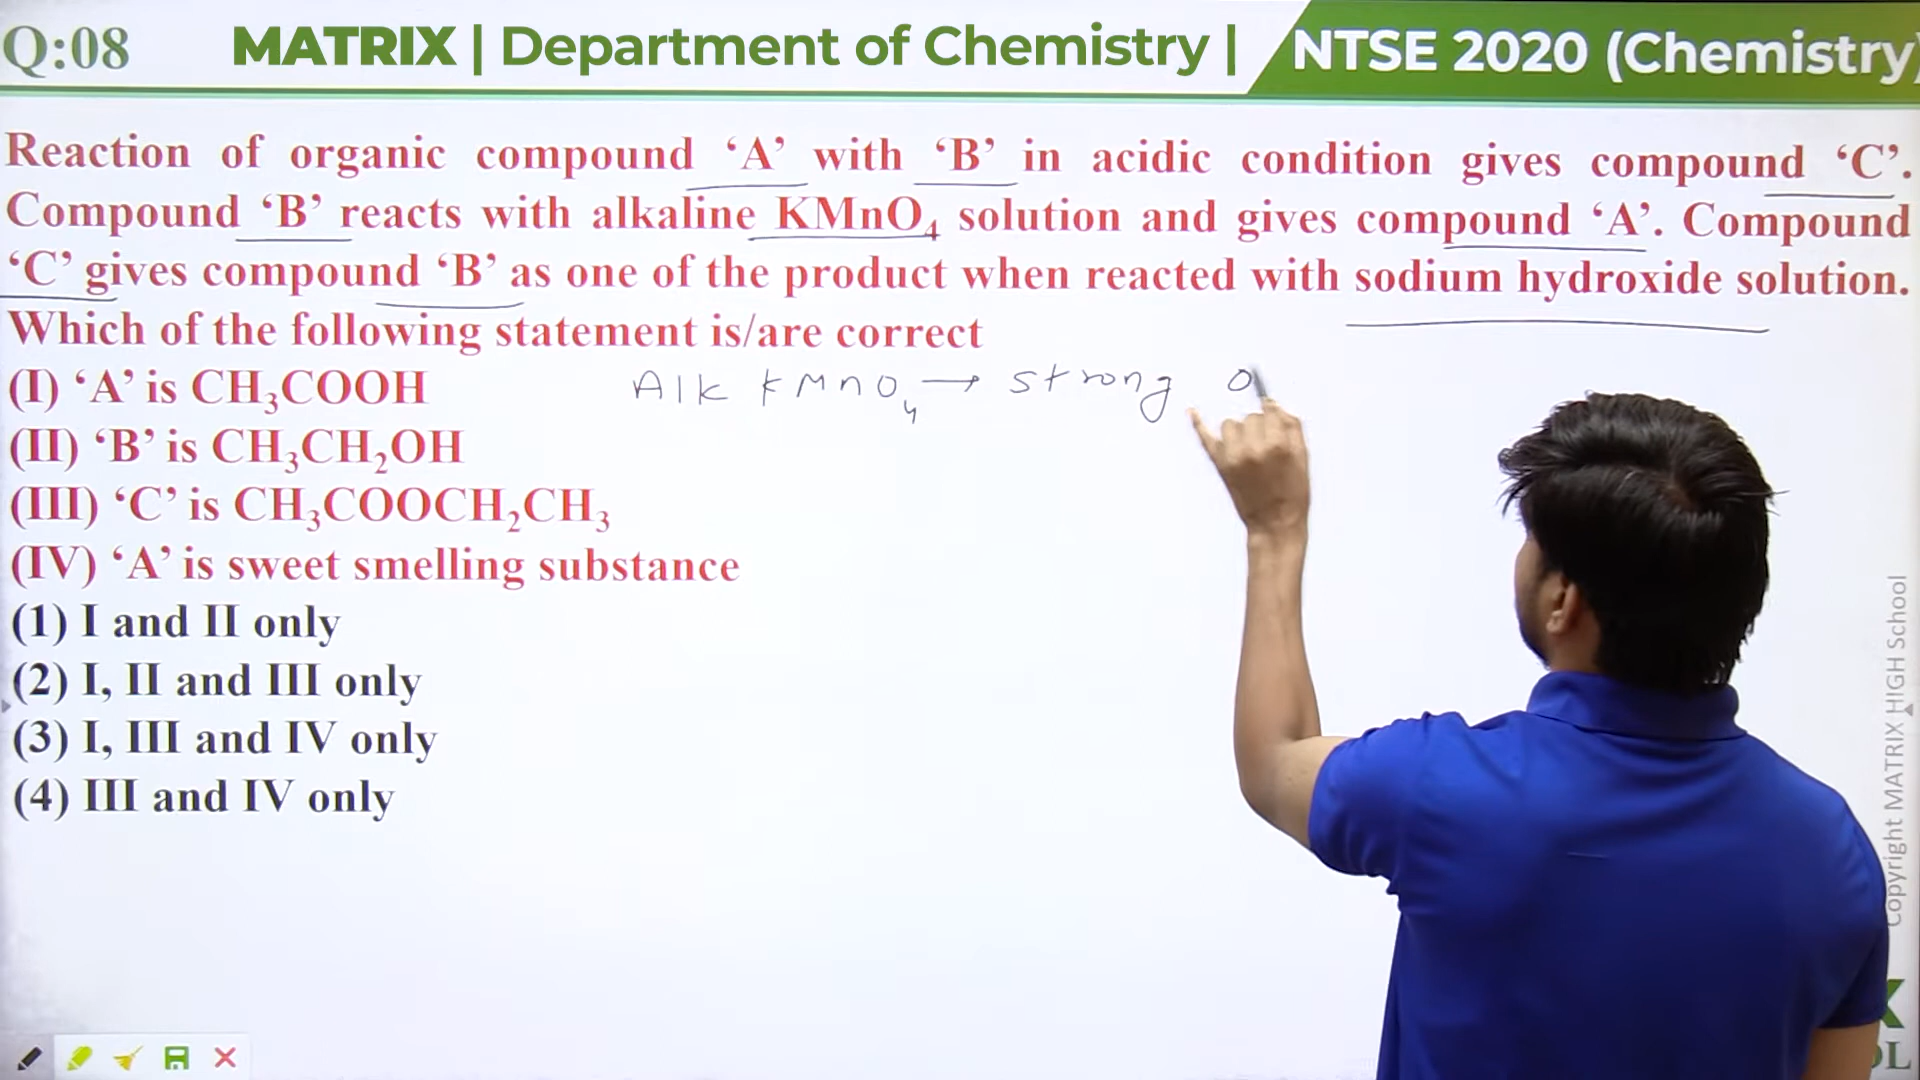 Q:08 MATRIX | Department of Chemistry | NTSE 2020 (Chemistry)
Reaction of organic compound ‘A’ with ‘B’ in acidic condition gives compound ‘C’.
Compound ‘B’ reacts with alkaline KMnO₄ solution and gives compound ‘A’. Compound
‘C’ gives compound ‘B’ as one of the product when reacted with sodium hydroxide solution.
Which of the following statement is/are correct
(I) ‘A’ is CH₃COOH
Alk KMnO₄ → strong o
(II) ‘B’ is CH₃CH₂OH
(III) ‘C’ is CH₃COOCH₂CH₃
(IV) ‘A’ is sweet smelling substance
(1) I and II only
(2) I, II and III only
(3) I, III and IV only
(4) III and IV only
Copyright MATRIX HIGH School